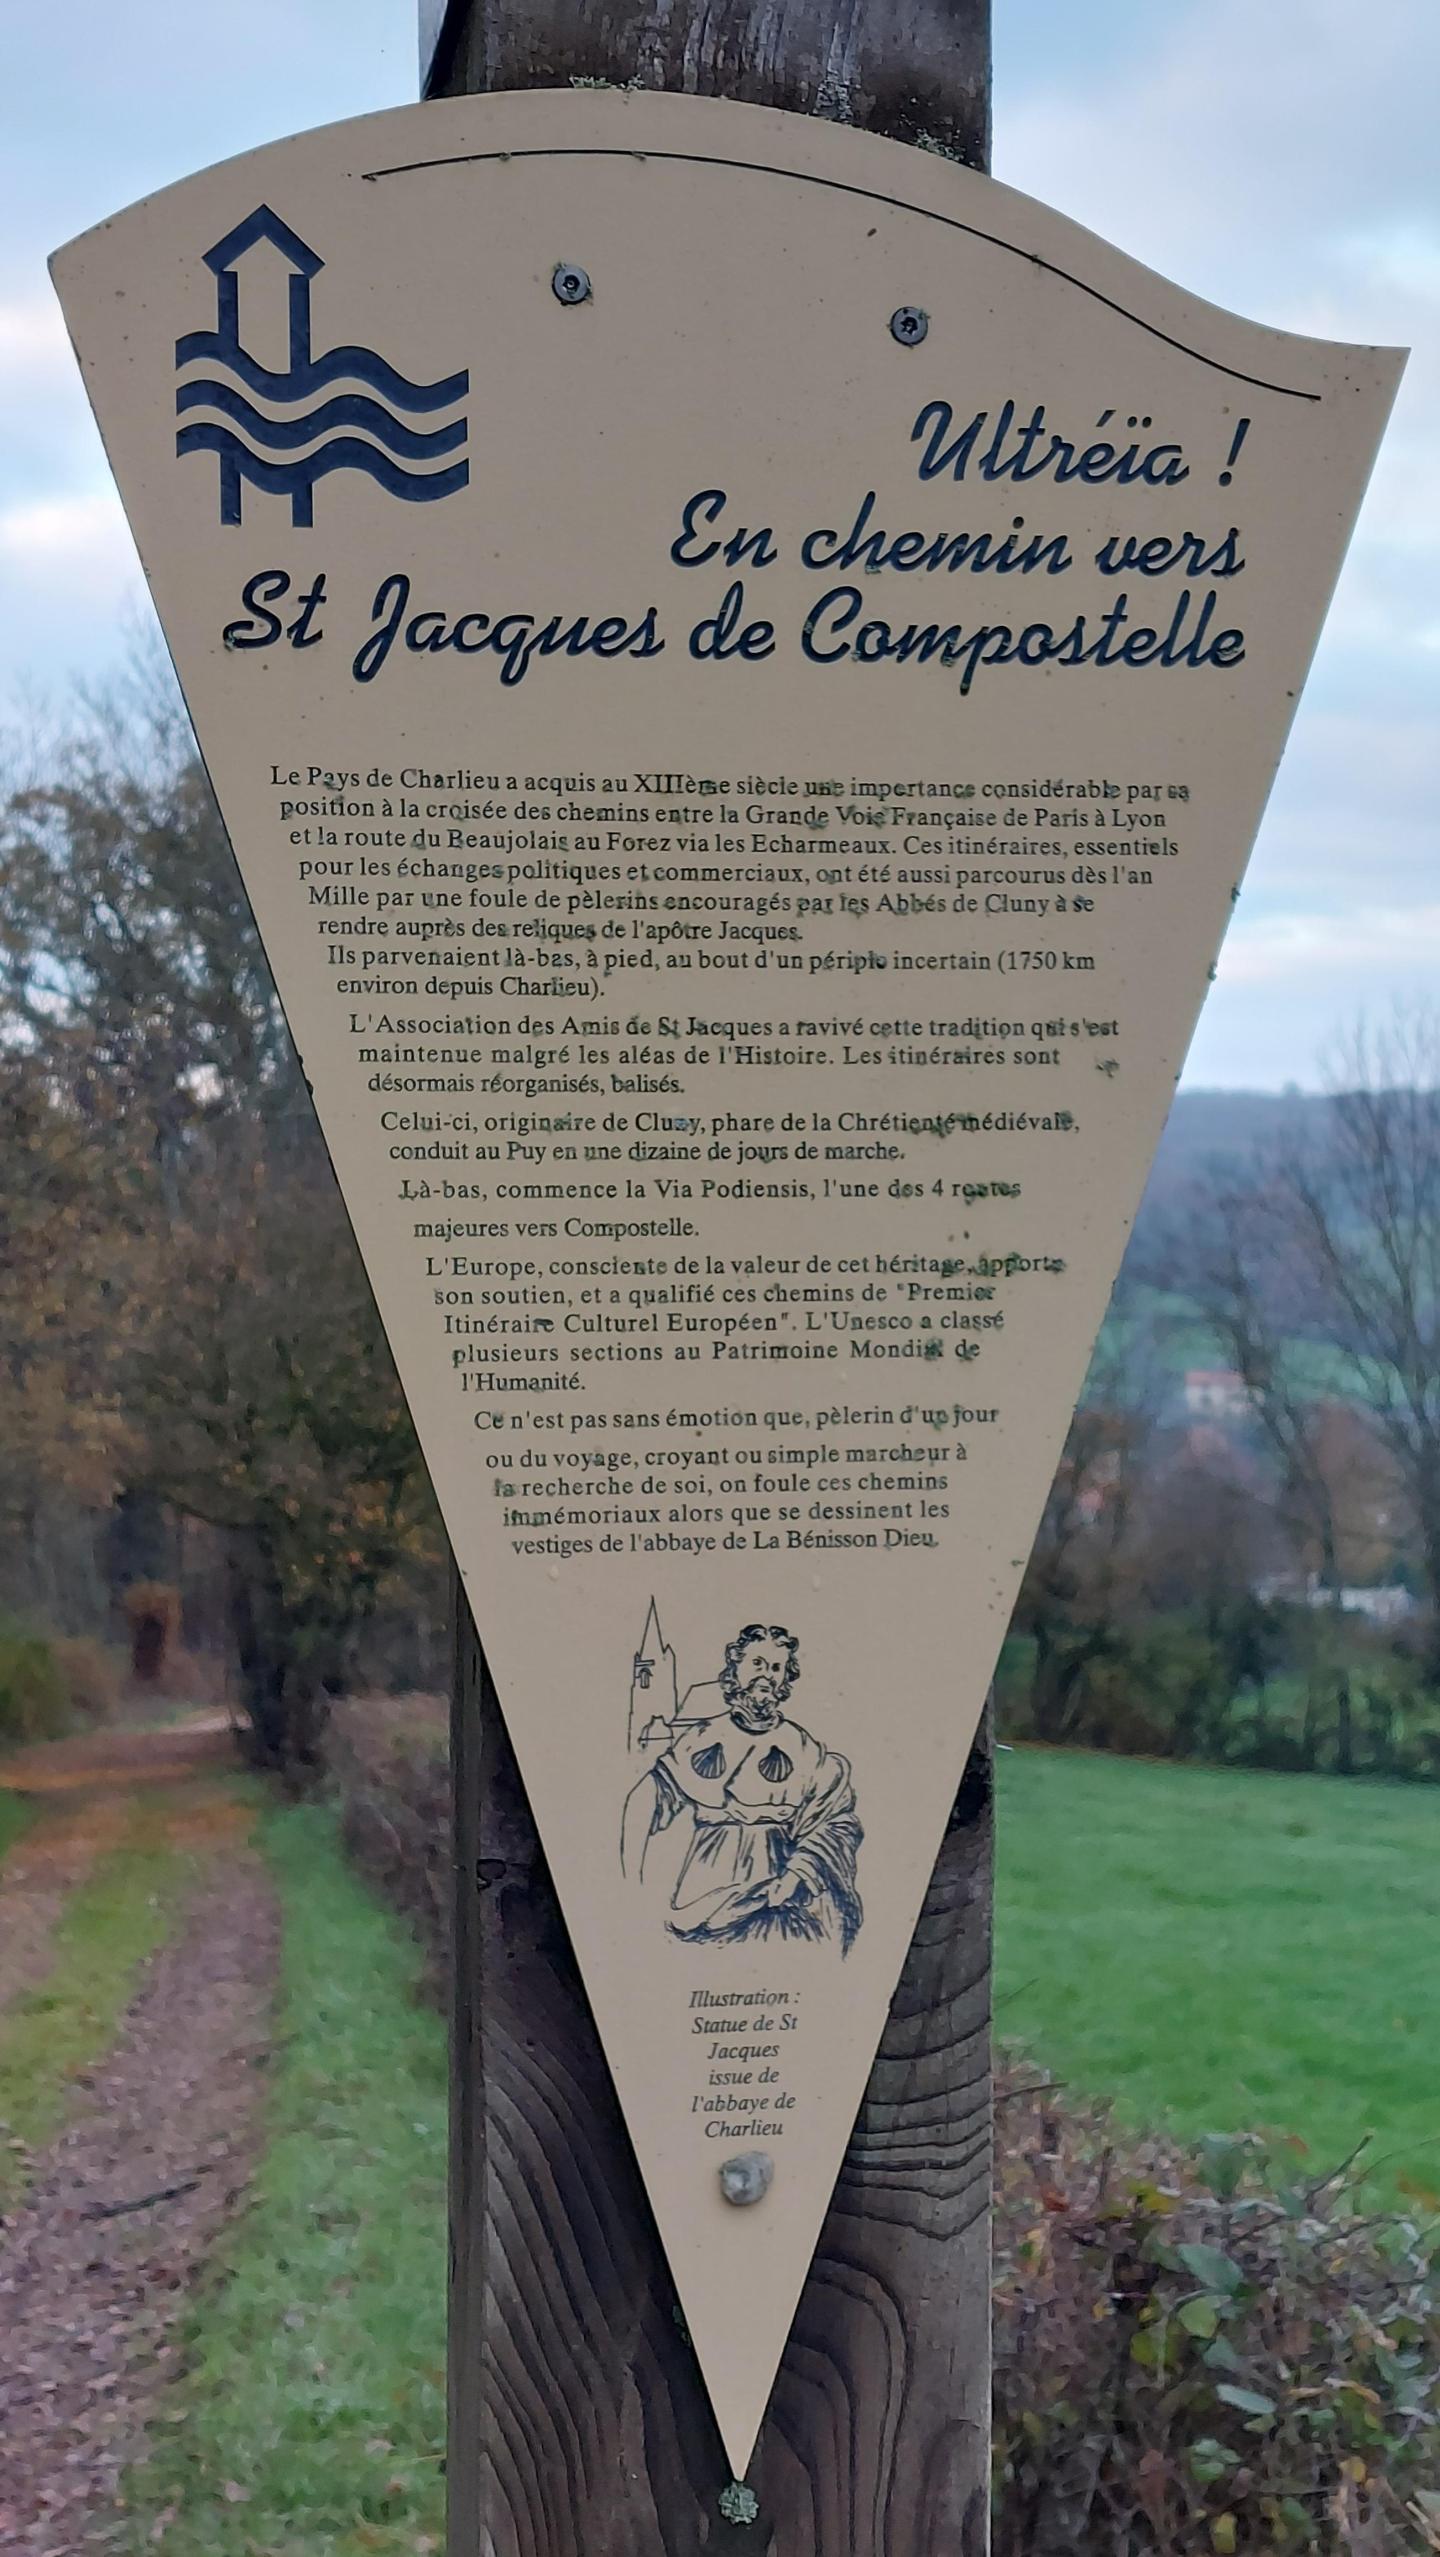 Ultréïa !
En chemin vers
St Jacques de Compostelle
Le Pays de Charlieu a acquis au XIIIème siècle une importance considérable par sa
position à la croisée des chemins entre la Grande Voie Française de Paris à Lyon
et la route du Beaujolais au Forez via les Echarmeaux. Ces itinéraires, essentiels
pour les échanges politiques et commerciaux, ont été aussi parcourus dès l'an
Mille par une foule de pèlerins encouragés par les Abbés de Cluny à se
rendre auprès des reliques de l'apôtre Jacques.
Ils parvenaient là-bas, à pied, au bout d'un périple incertain (1750 km
environ depuis Charlieu).
L'Association des Amis de St Jacques a ravivé cette tradition qui s'est
maintenue malgré les aléas de l'Histoire. Les itinéraires sont
désormais réorganisés, balisés.
Celui-ci, originaire de Cluny, phare de la Chrétienté médiévale,
conduit au Puy en une dizaine de jours de marche.
Là-bas, commence la Via Podiensis, l'une des 4 routes
majeures vers Compostelle.
L'Europe, consciente de la valeur de cet héritage, apporte
son soutien, et a qualifié ces chemins de "Premier
Itinéraire Culturel Européen". L'Unesco a classé
plusieurs sections au Patrimoine Mondial de
l'Humanité.
Ce n'est pas sans émotion que, pèlerin d'un jour
ou du voyage, croyant ou simple marcheur à
la recherche de soi, on foule ces chemins
immémoriaux alors que se dessinent les
vestiges de l'abbaye de La Bénisson Dieu.
Illustration :
Statue de St
Jacques
issue de
l'abbaye de
Charlieu